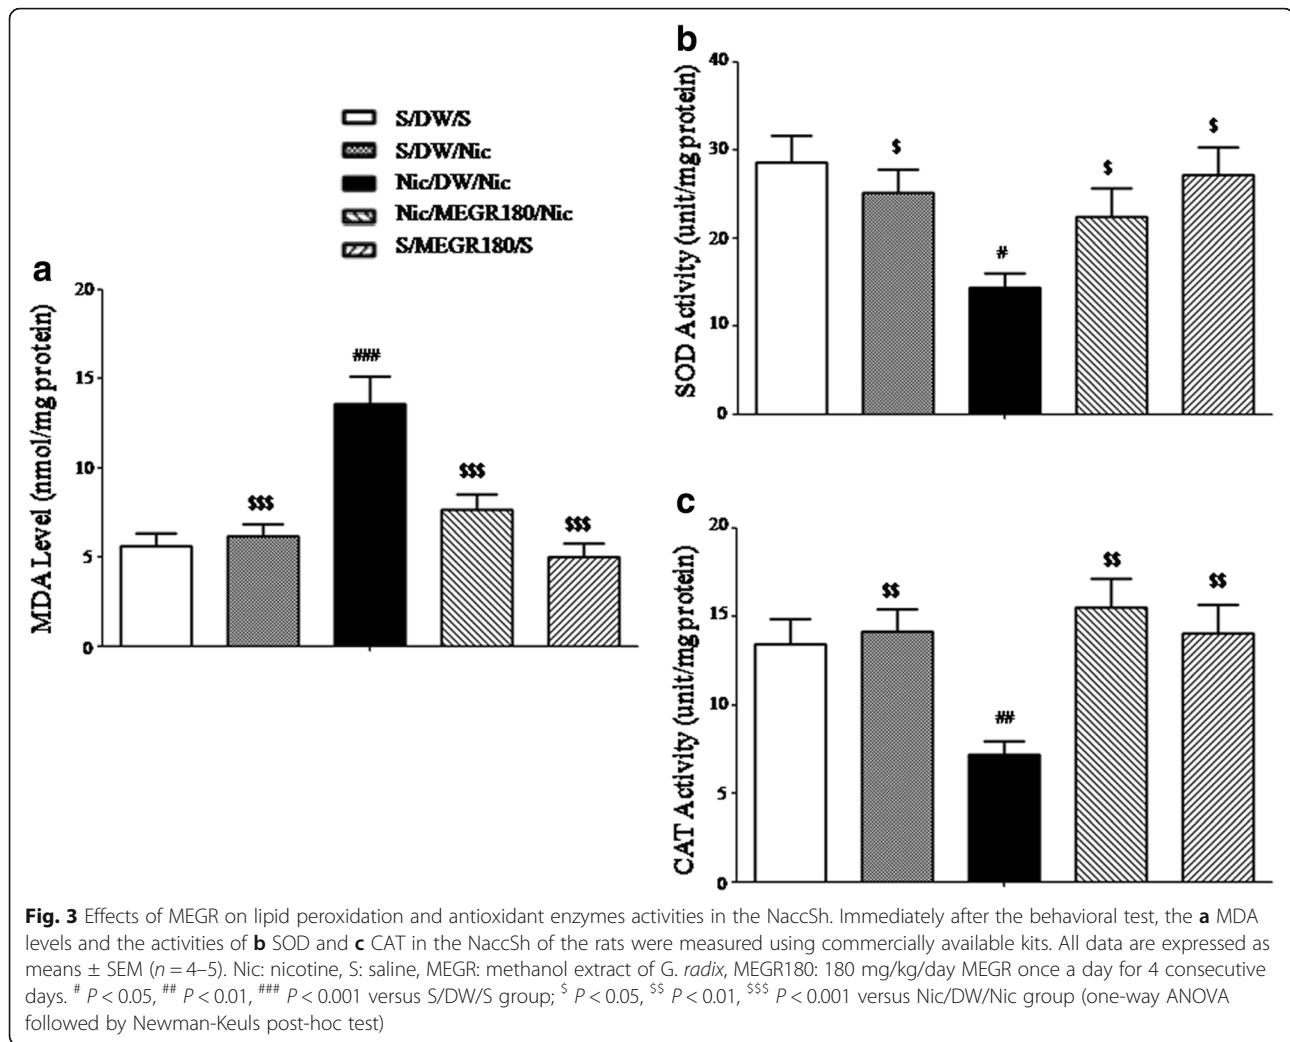 S/DW/S
S/DW/Nic
Nic/DW/Nic
Nic/MEGR180/Nic
S/MEGR180/S
a
MDA Level (nmol/mg protein)
20
15
10
5
0
$$$
###
$$$
$$$
b
SOD Activity (unit/mg protein)
40
30
20
10
0
$
#
$
$
c
CAT Activity (unit/mg protein)
20
15
10
5
0
$$
##
$$
$$
Fig. 3 Effects of MEGR on lipid peroxidation and antioxidant enzymes activities in the NaccSh. Immediately after the behavioral test, the a MDA
levels and the activities of b SOD and c CAT in the NaccSh of the rats were measured using commercially available kits. All data are expressed as
means ± SEM (n = 4–5). Nic: nicotine, S: saline, MEGR: methanol extract of G. radix, MEGR180: 180 mg/kg/day MEGR once a day for 4 consecutive
days. # P < 0.05, ## P < 0.01, ### P < 0.001 versus S/DW/S group; $ P < 0.05, $$ P < 0.01, $$$ P < 0.001 versus Nic/DW/Nic group (one-way ANOVA
followed by Newman-Keuls post-hoc test)